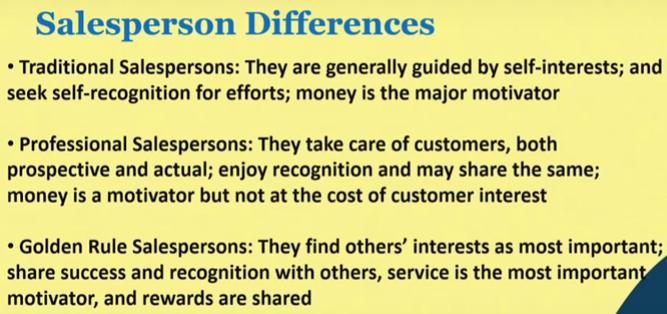 Salesperson Differences
• Traditional Salespersons: They are generally guided by self-interests; and
seek self-recognition for efforts; money is the major motivator
• Professional Salespersons: They take care of customers, both
prospective and actual; enjoy recognition and may share the same;
money is a motivator but not at the cost of customer interest
• Golden Rule Salespersons: They find others’ interests as most important;
share success and recognition with others, service is the most important
motivator, and rewards are shared